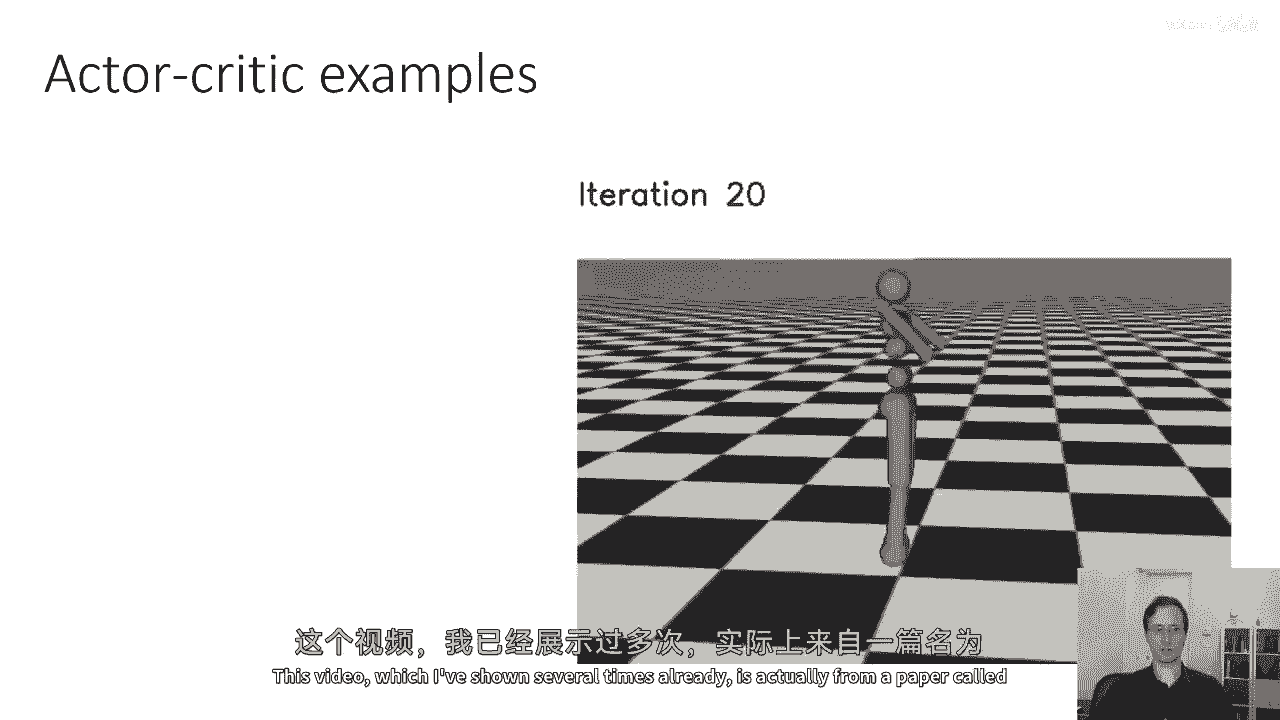 Actor-critic examples
Iteration 20
这个视频，我已经展示过多次，实际上来自一篇名为
This video, which I've shown several times already, is actually from a paper called